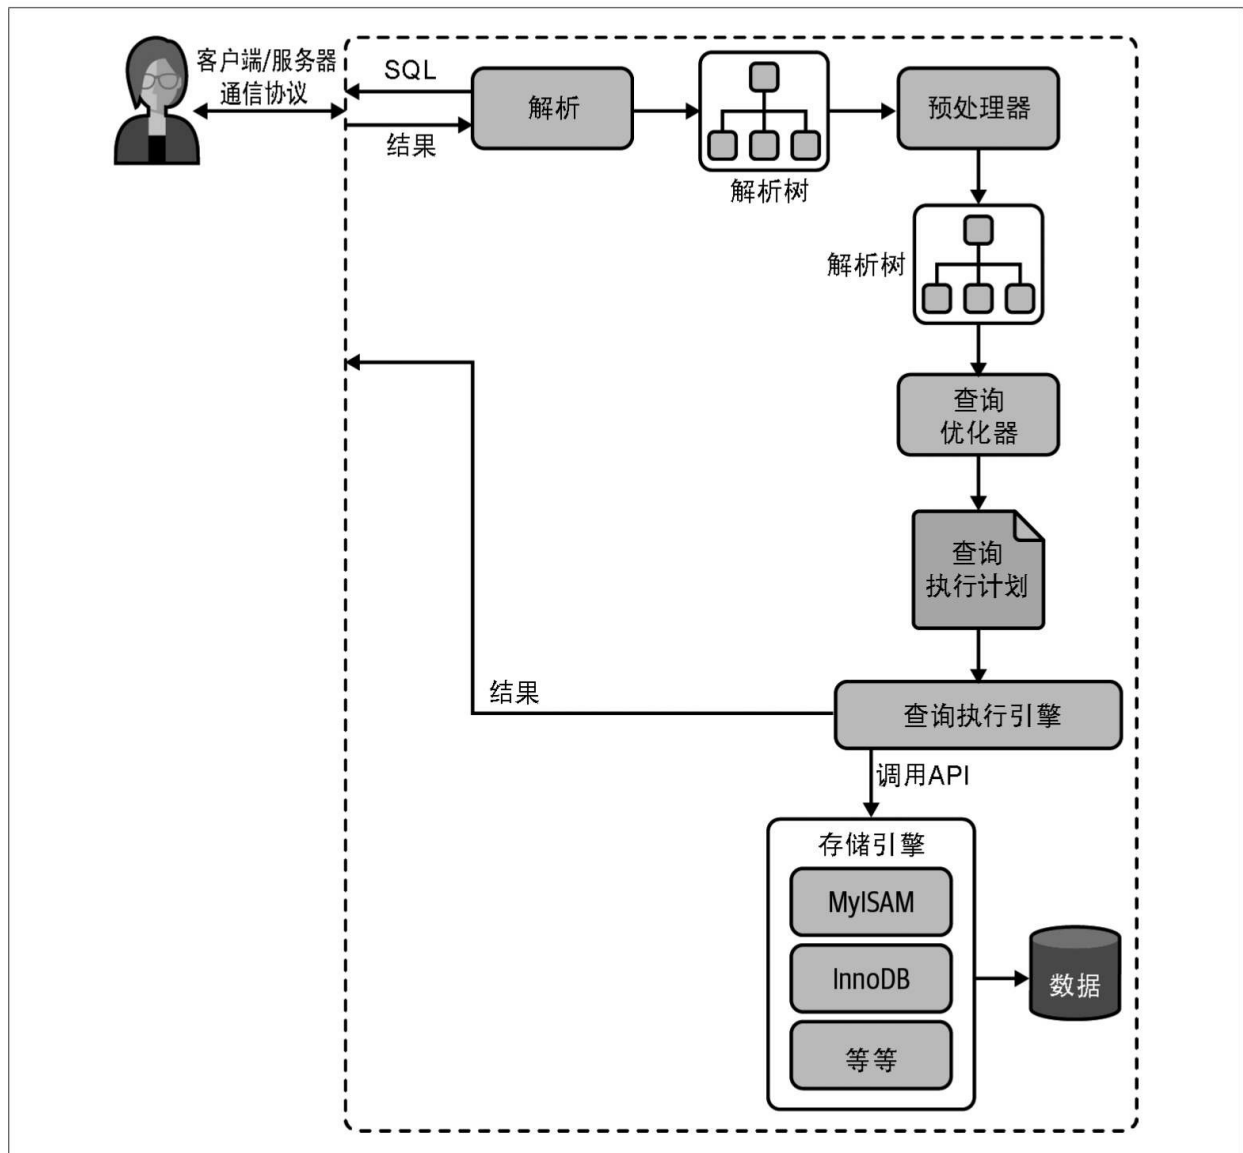 客户端/服务器
通信协议
SQL
结果
解析
解析树
预处理器
解析树
查询
优化器
查询
执行计划
结果
查询执行引擎
调用API
存储引擎
MyISAM
InnoDB
等等
数据